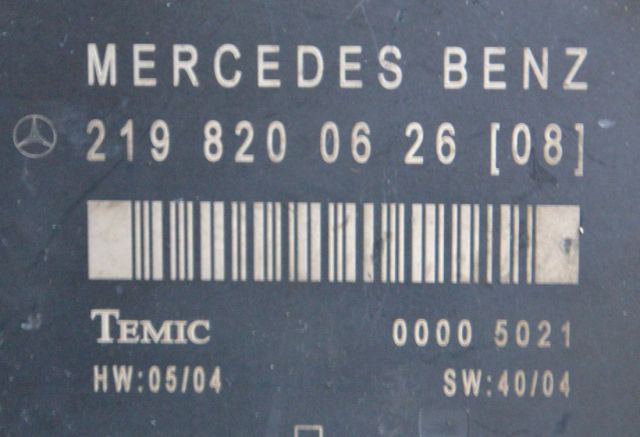 MERCEDES BENZ
219 820 06 26 [08]
TEMIC 0000 5021
HW:05/04 SW:40/04